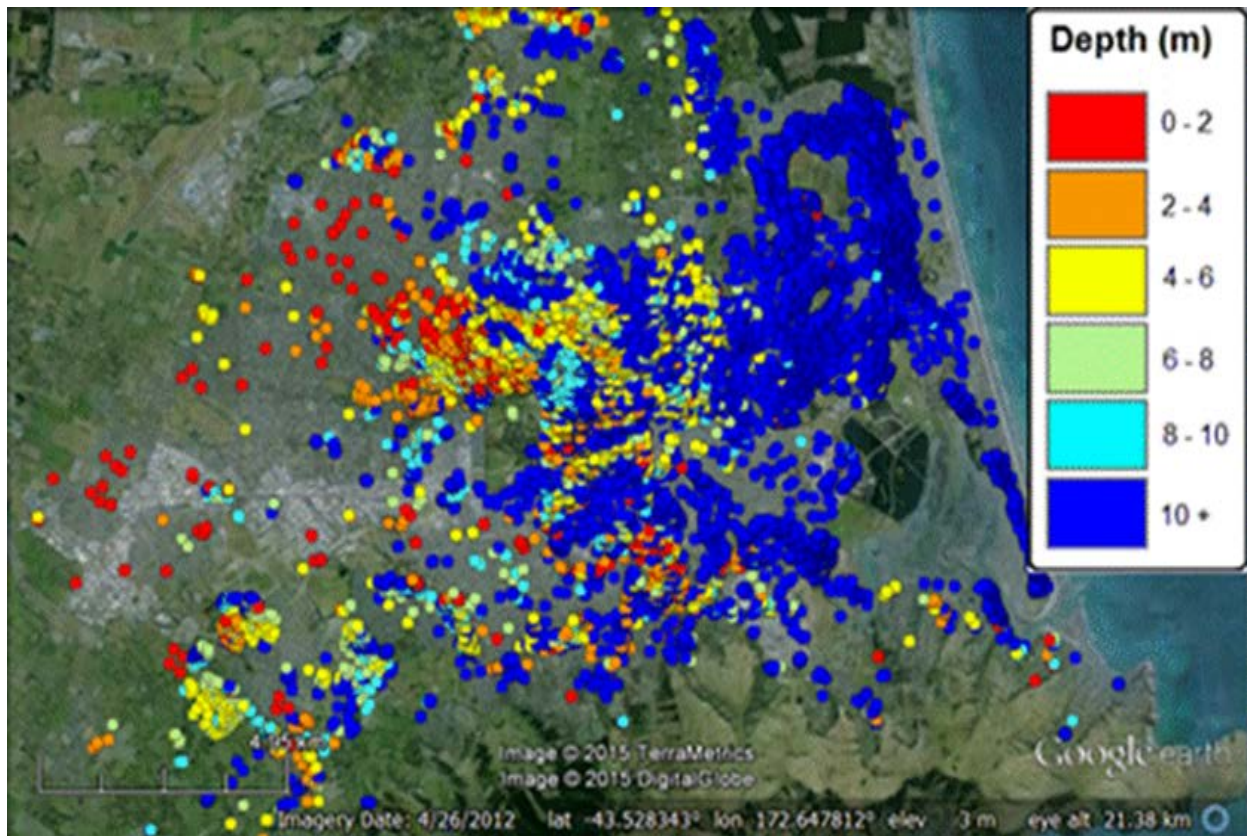 Depth (m)
0 - 2
2 - 4
4 - 6
6 - 8
8 - 10
10 +
Image © 2015 TerraMetrics
Image © 2015 DigitalGlobe
Google earth
Imagery Date: 4/26/2012 lat -43.528343° lon 172.647812° elev 3 m eye alt 21.38 km